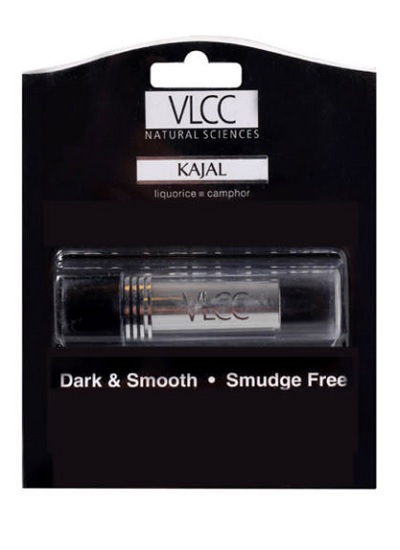 VLCC
NATURAL SCIENCES
KAJAL
liquorice = camphor
VLCC
Dark & Smooth • Smudge Free